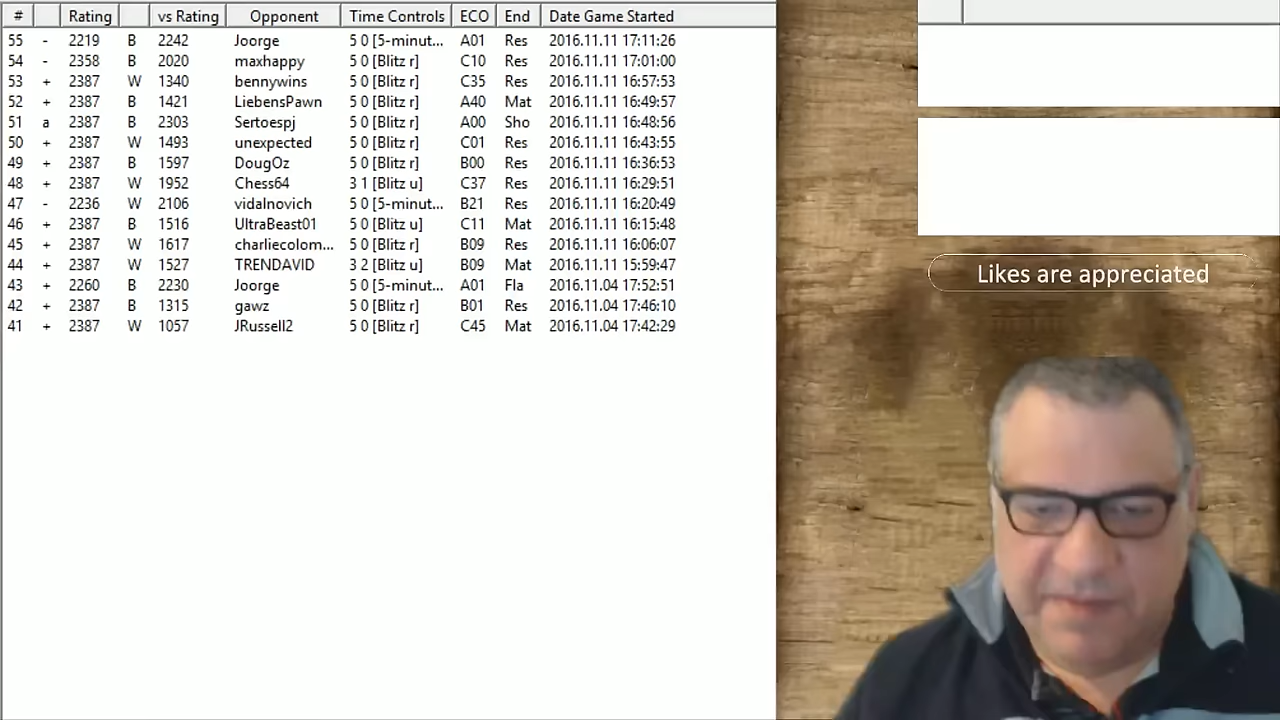 # Rating vs Rating Opponent Time Controls ECO End Date Game Started
55 - 2219 B 2242 Joorge 5 0 [5-minut... A01 Res 2016.11.11 17:11:26
54 - 2358 B 2020 maxhappy 5 0 [Blitz r] C10 Res 2016.11.11 17:01:00
53 + 2387 W 1340 bennywins 5 0 [Blitz r] C35 Res 2016.11.11 16:57:53
52 + 2387 B 1421 LiebensPawn 5 0 [Blitz r] A40 Mat 2016.11.11 16:49:57
51 a 2387 B 2303 Sertoespj 5 0 [Blitz r] A00 Sho 2016.11.11 16:48:56
50 + 2387 W 1493 unexpected 5 0 [Blitz r] C01 Res 2016.11.11 16:43:55
49 + 2387 B 1597 DougOz 5 0 [Blitz r] B00 Res 2016.11.11 16:36:53
48 + 2387 W 1952 Chess64 3 1 [Blitz u] C37 Res 2016.11.11 16:29:51
47 - 2236 W 2106 vidalnovich 5 0 [5-minut... B21 Res 2016.11.11 16:20:49
46 + 2387 B 1516 UltraBeast01 5 0 [Blitz u] C11 Mat 2016.11.11 16:15:48
45 + 2387 W 1617 charliecolom... 5 0 [Blitz r] B09 Res 2016.11.11 16:06:07
44 + 2387 W 1527 TRENDAVID 3 2 [Blitz u] B09 Mat 2016.11.11 15:59:47
43 + 2260 B 2230 Joorge 5 0 [5-minut... A01 Fla 2016.11.04 17:52:51
42 + 2387 B 1315 gawz 5 0 [Blitz r] B01 Res 2016.11.04 17:46:10
41 + 2387 W 1057 JRussell2 5 0 [Blitz r] C45 Mat 2016.11.04 17:42:29
Likes are appreciated